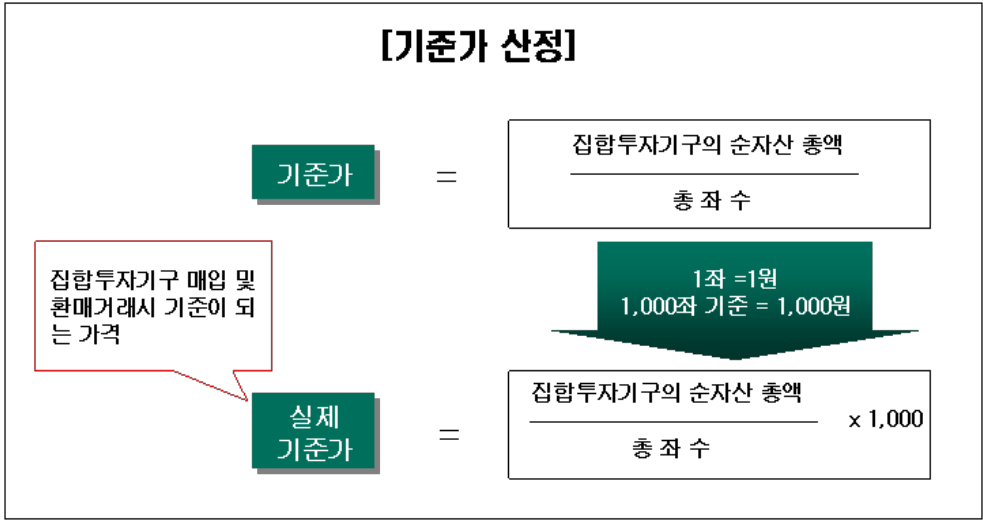 [기준가 산정]
기준가
=
집합투자기구의 순자산 총액
총 좌 수
1좌 =1원
1,000좌 기준 = 1,000원
집합투자기구 매입 및
환매거래시 기준이 되
는 가격
실제
기준가
=
집합투자기구의 순자산 총액
총 좌 수
x 1,000